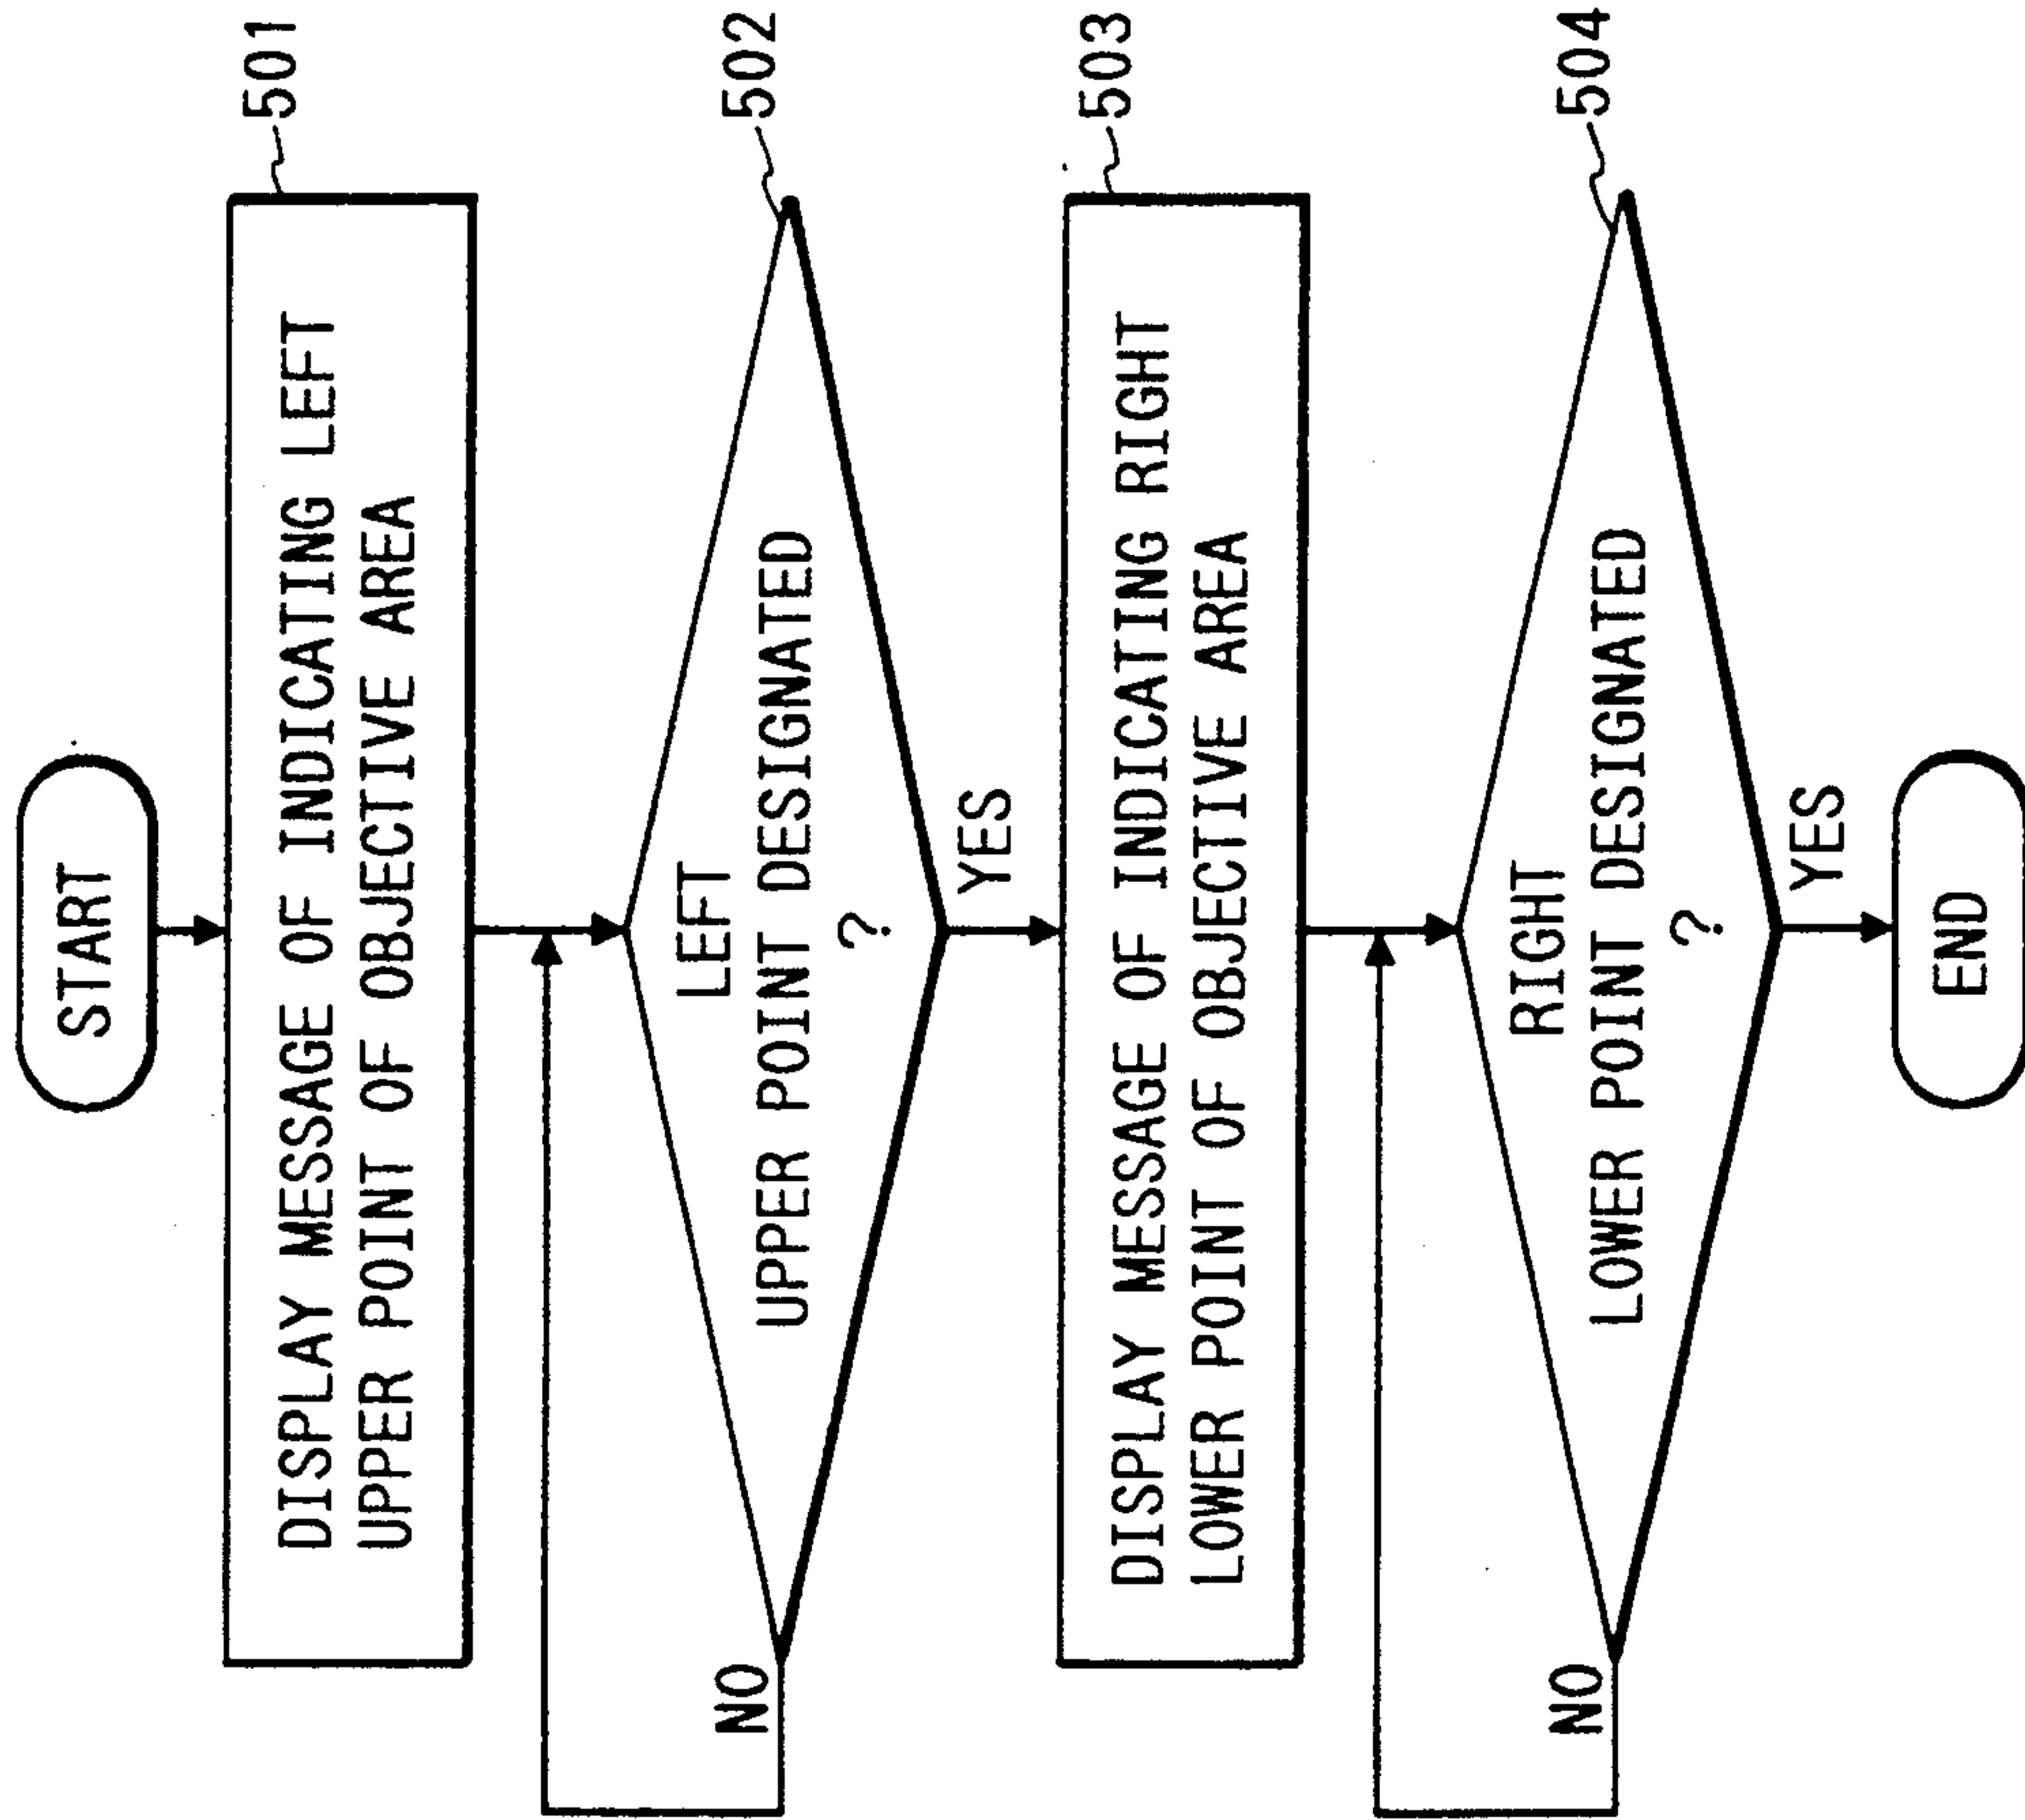 START
501
DISPLAY MESSAGE OF INDICATING LEFT
UPPER POINT OF OBJECTIVE AREA
502
LEFT
UPPER POINT DESIGNATED
?
NO
YES
503
DISPLAY MESSAGE OF INDICATING RIGHT
LOWER POINT OF OBJECTIVE AREA
504
RIGHT
LOWER POINT DESIGNATED
?
NO
YES
END